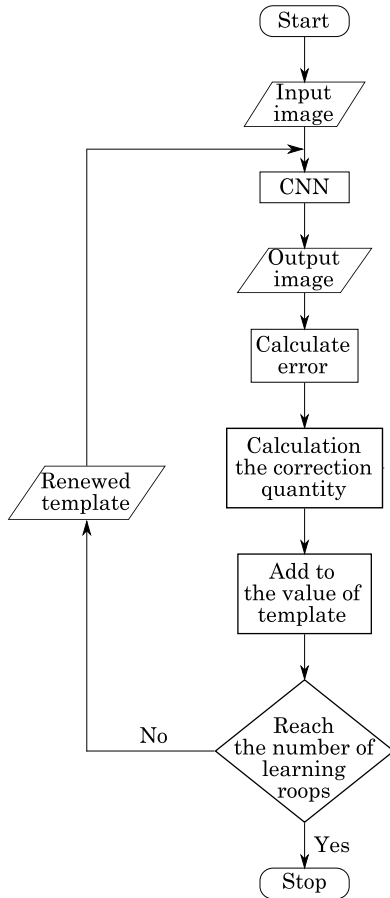 Start
Input
image
CNN
Output
image
Calculate
error
Calculation
the correction
quantity
Renewed
template
Add to
the value of
template
Reach
the number of
learning
roops
No
Yes
Stop